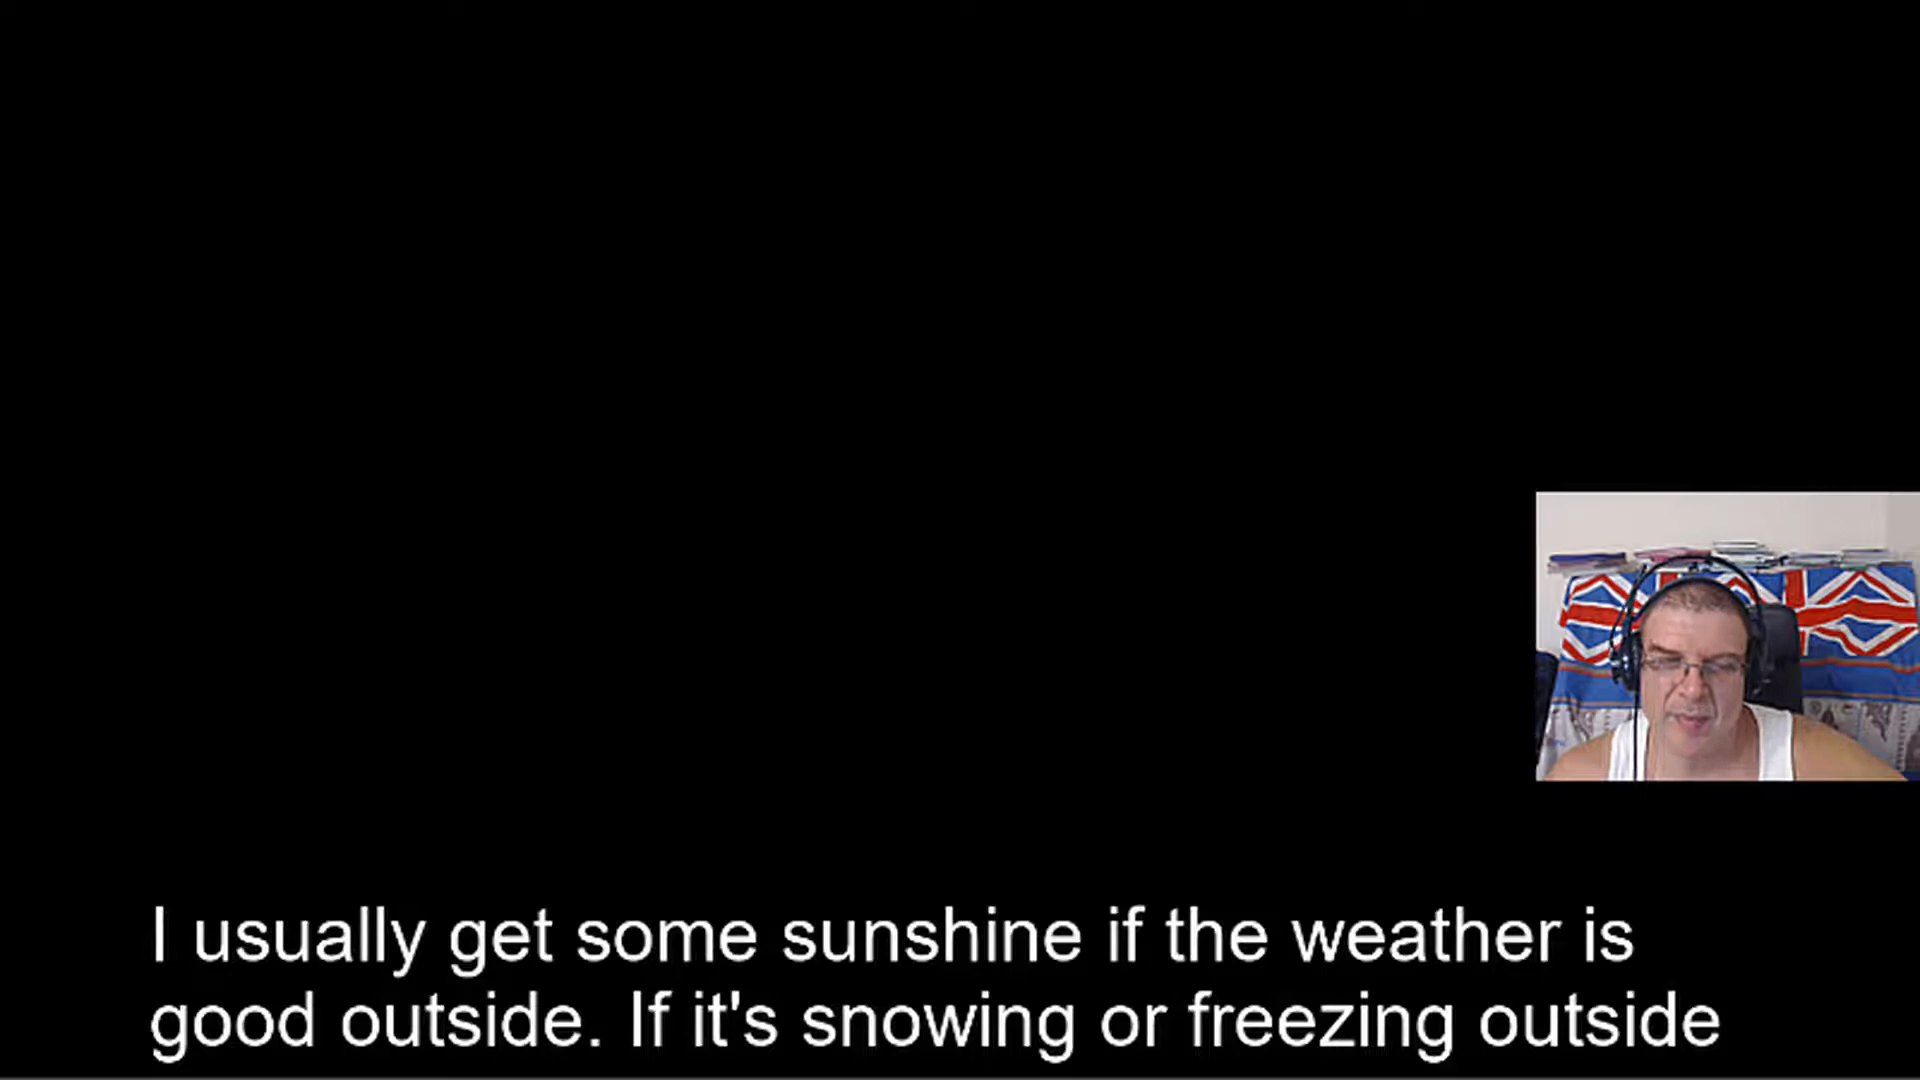 I usually get some sunshine if the weather is
good outside. If it's snowing or freezing outside